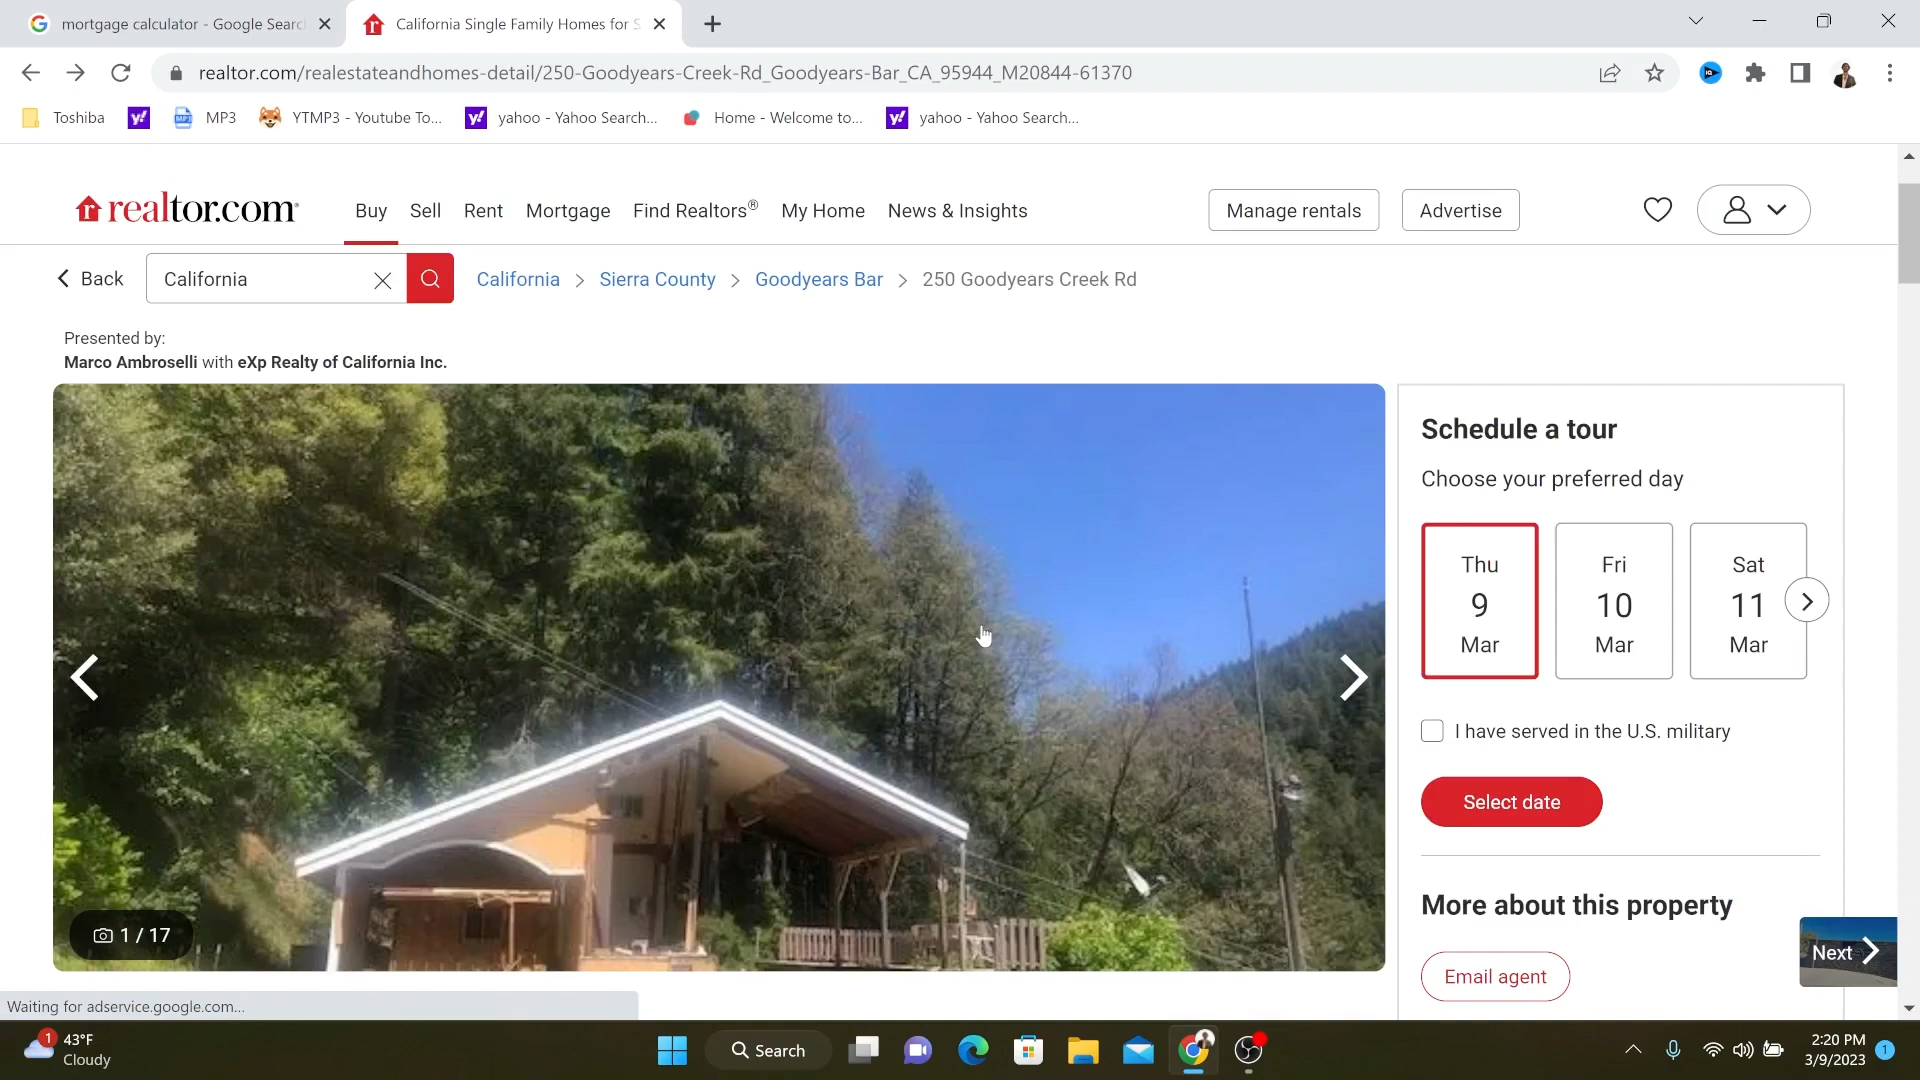 mortgage calculator - Google Searc
California Single Family Homes for S
realtor.com/realestateandhomes-detail/250-Goodyears-Creek-Rd_Goodyears-Bar_CA_95944_M20844-61370
Toshiba
MP3
YTMP3 - Youtube To...
yahoo - Yahoo Search...
Home - Welcome to...
yahoo - Yahoo Search...
realtor.com®
Buy
Sell
Rent
Mortgage
Find Realtors®
My Home
News & Insights
Manage rentals
Advertise
Back
California
California > Sierra County > Goodyears Bar > 250 Goodyears Creek Rd
Presented by:
Marco Ambroselli with eXp Realty of California Inc.
1 / 17
Schedule a tour
Choose your preferred day
Thu
9
Mar
Fri
10
Mar
Sat
11
Mar
I have served in the U.S. military
Select date
More about this property
Email agent
Next
Waiting for adservice.google.com...
1
43°F
Cloudy
Search
2:20 PM
3/9/2023
1